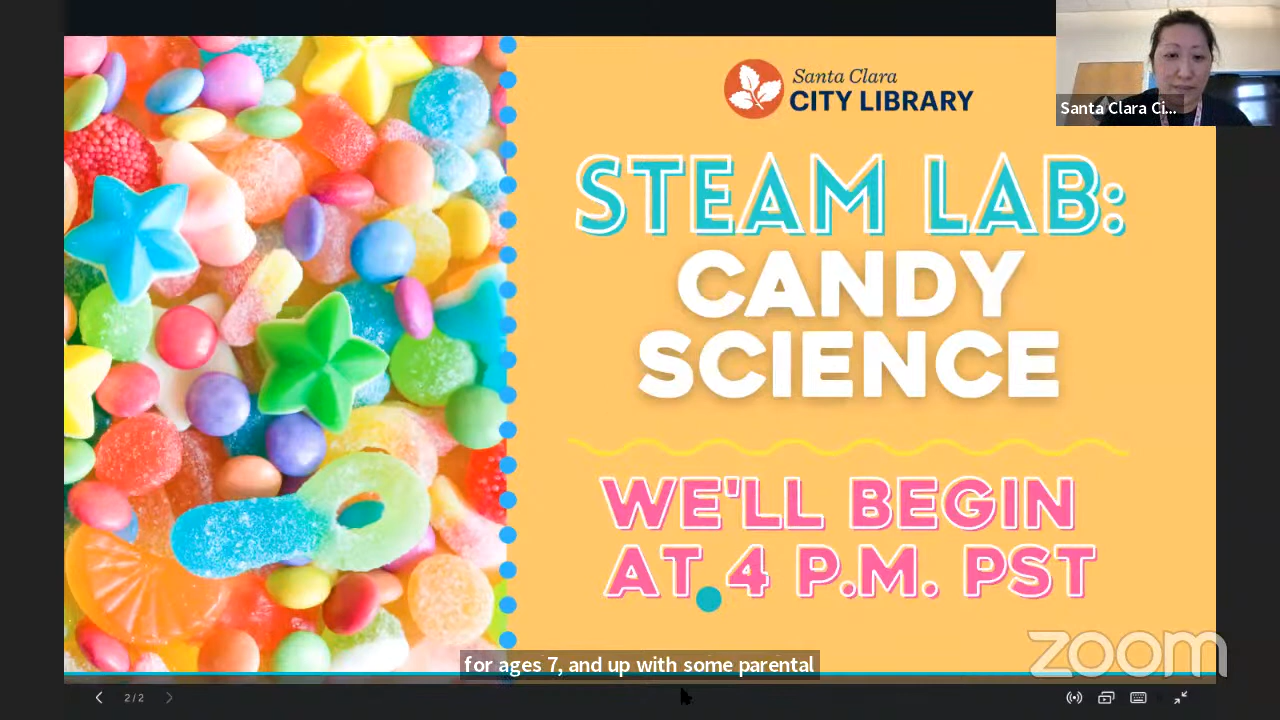 Santa Clara
CITY LIBRARY
Santa Clara Ci...
STEAM LAB:
CANDY
SCIENCE
WE'LL BEGIN
AT 4 P.M. PST
zoom
for ages 7, and up with some parental
2/2